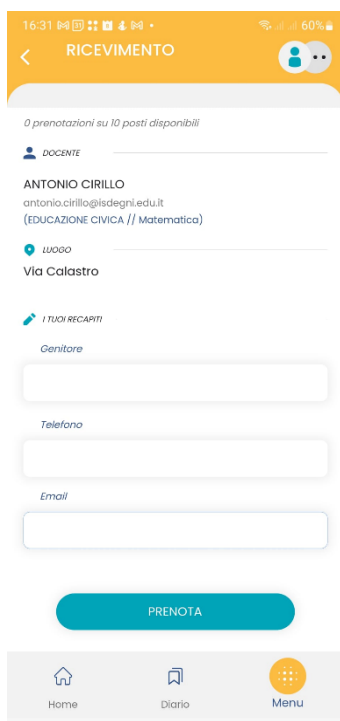 16:31 60%
RICEVIMENTO
0 prenotazioni su 10 posti disponibili
DOCENTE
ANTONIO CIRILLO
antonio.cirillo@isdegni.edu.it
(EDUCAZIONE CIVICA // Matematica)
LUOGO
Via Calastro
I TUOI RECAPITI
Genitore
Telefono
Email
PRENOTA
Home Diario Menu